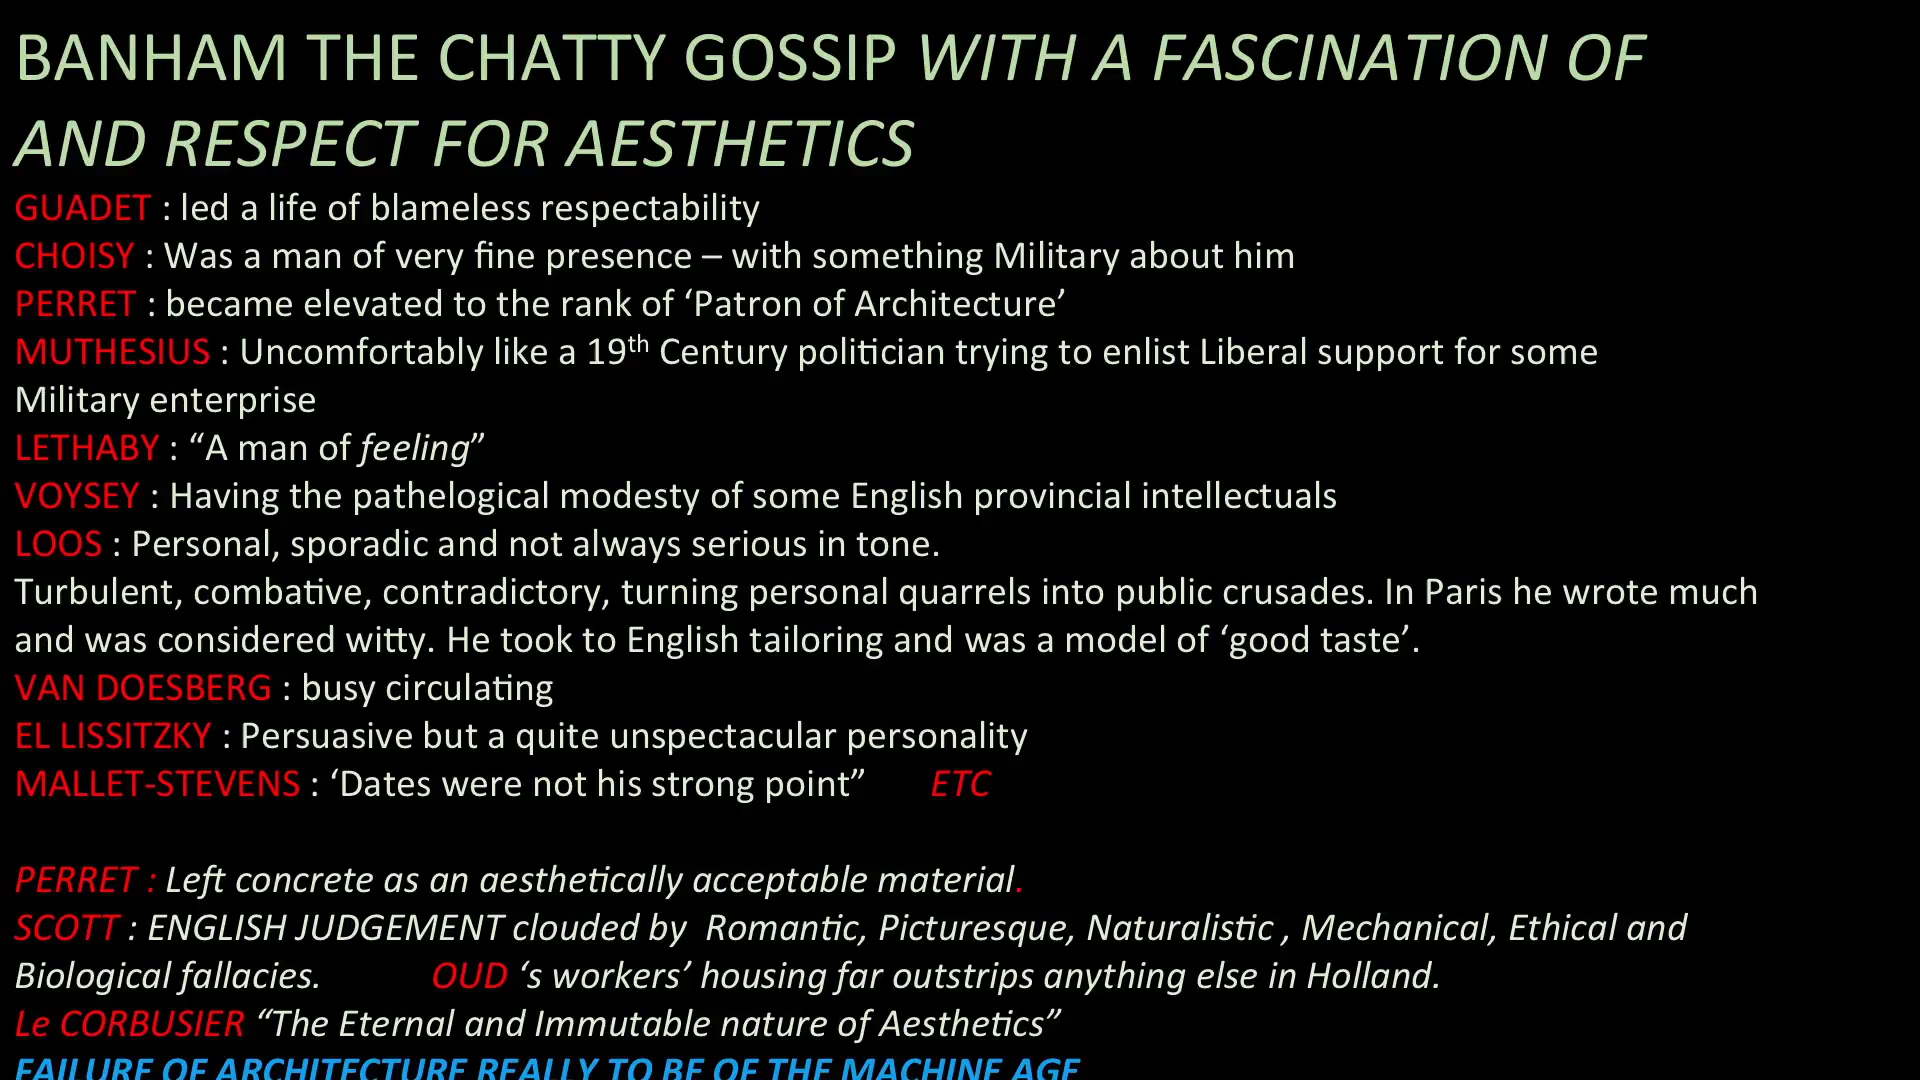 BANHAM THE CHATTY GOSSIP WITH A FASCINATION OF
AND RESPECT FOR AESTHETICS
GUADET : led a life of blameless respectability
CHOISY : Was a man of very fine presence – with something Military about him
PERRET : became elevated to the rank of ‘Patron of Architecture’
MUTHESIUS : Uncomfortably like a 19th Century politician trying to enlist Liberal support for some
Military enterprise
LETHABY : “A man of feeling”
VOYSEY : Having the pathelogical modesty of some English provincial intellectuals
LOOS : Personal, sporadic and not always serious in tone.
Turbulent, combative, contradictory, turning personal quarrels into public crusades. In Paris he wrote much
and was considered witty. He took to English tailoring and was a model of ‘good taste’.
VAN DOESBERG : busy circulating
EL LISSITZKY : Persuasive but a quite unspectacular personality
MALLET-STEVENS : ‘Dates were not his strong point” ETC
PERRET : Left concrete as an aesthetically acceptable material.
SCOTT : ENGLISH JUDGEMENT clouded by Romantic, Picturesque, Naturalistic , Mechanical, Ethical and
Biological fallacies. OUD ‘s workers’ housing far outstrips anything else in Holland.
Le CORBUSIER “The Eternal and Immutable nature of Aesthetics”
FAILURE OF ARCHITECTURE REALLY TO BE OF THE MACHINE AGE